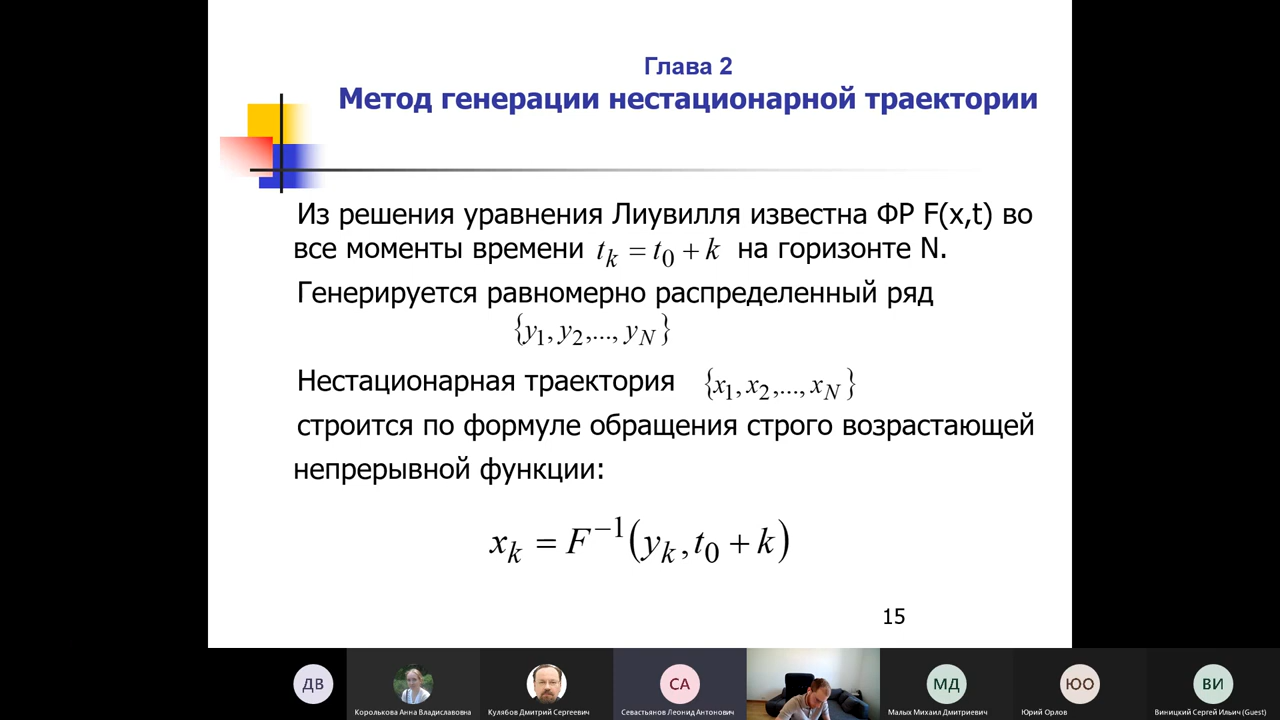 Глава 2
Метод генерации нестационарной траектории
Из решения уравнения Лиувилля известна ФР F(x,t) во
все моменты времени t_k = t_0 + k на горизонте N.
Генерируется равномерно распределенный ряд
{y_1, y_2,..., y_N}
Нестационарная траектория {x_1, x_2,..., x_N}
строится по формуле обращения строго возрастающей
непрерывной функции:
x_k = F^{-1}(y_k, t_0 + k)
15
ДВ СА МД ЮО ВИ
Королькова Анна Владиславовна Кулябов Дмитрий Сергеевич Севастьянов Леонид Антонович Малых Михаил Дмитриевич Юрий Орлов Виницкий Сергей Ильич (Guest)